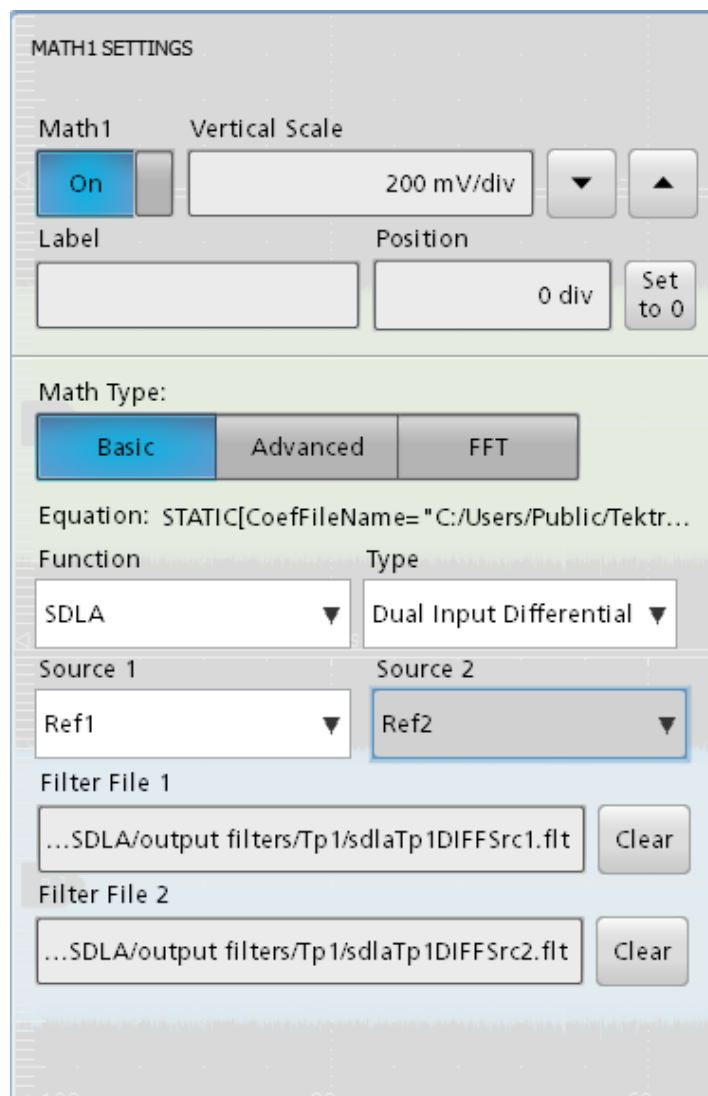 MATH1 SETTINGS
Math1 Vertical Scale
On 200 mV/div
Label Position
0 div Set to 0
Math Type:
Basic Advanced FFT
Equation: STATIC[CoefFileName="C:/Users/Public/Tektr...
Function Type
SDLA Dual Input Differential
Source 1 Source 2
Ref1 Ref2
Filter File 1
...SDLA/output filters/Tp1/sdlaTp1DIFFSrc1.flt Clear
Filter File 2
...SDLA/output filters/Tp1/sdlaTp1DIFFSrc2.flt Clear